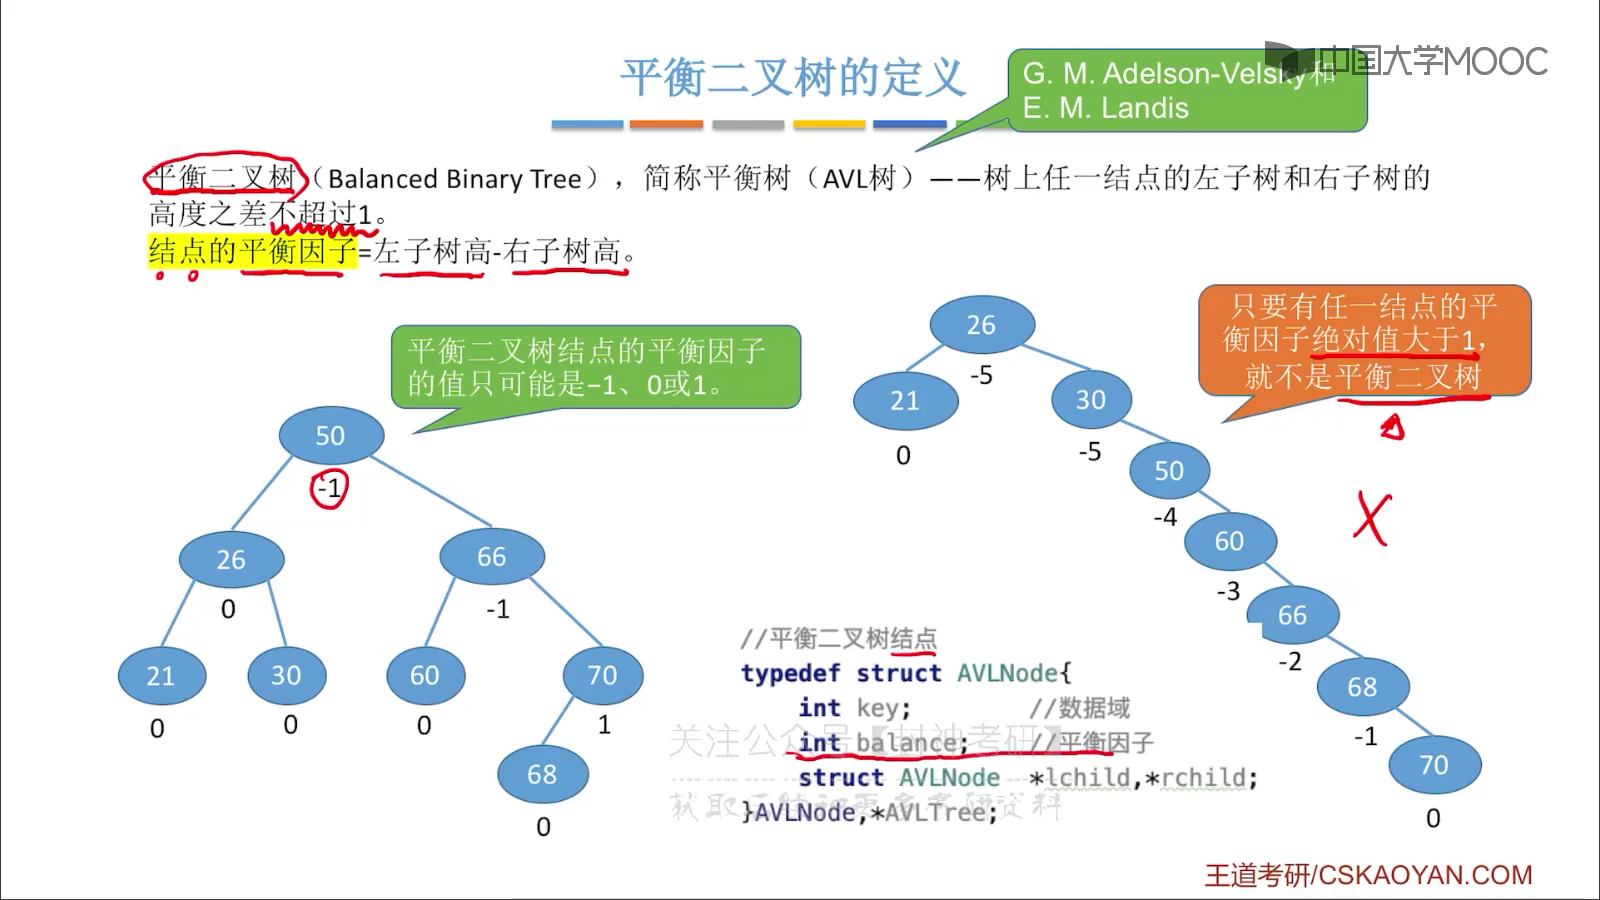 平衡二叉树的定义
中国大学MOOC
G. M. Adelson-Velsky和
E. M. Landis
平衡二叉树（Balanced Binary Tree），简称平衡树（AVL树）——树上任一结点的左子树和右子树的
高度之差不超过1。
结点的平衡因子=左子树高-右子树高。
平衡二叉树结点的平衡因子
的值只可能是−1、0或1。
50
-1
26
0
66
-1
21
0
30
0
60
0
70
1
68
0
只要有任一结点的平
衡因子绝对值大于1，
就不是平衡二叉树
26
-5
21
0
30
-5
50
-4
60
-3
66
-2
68
-1
70
0
//平衡二叉树结点
typedef struct AVLNode{
int key; //数据域
int balance; //平衡因子
struct AVLNode *lchild,*rchild;
}AVLNode,*AVLTree;
关注公众号【封神考研】
王道考研/CSKAOYAN.COM